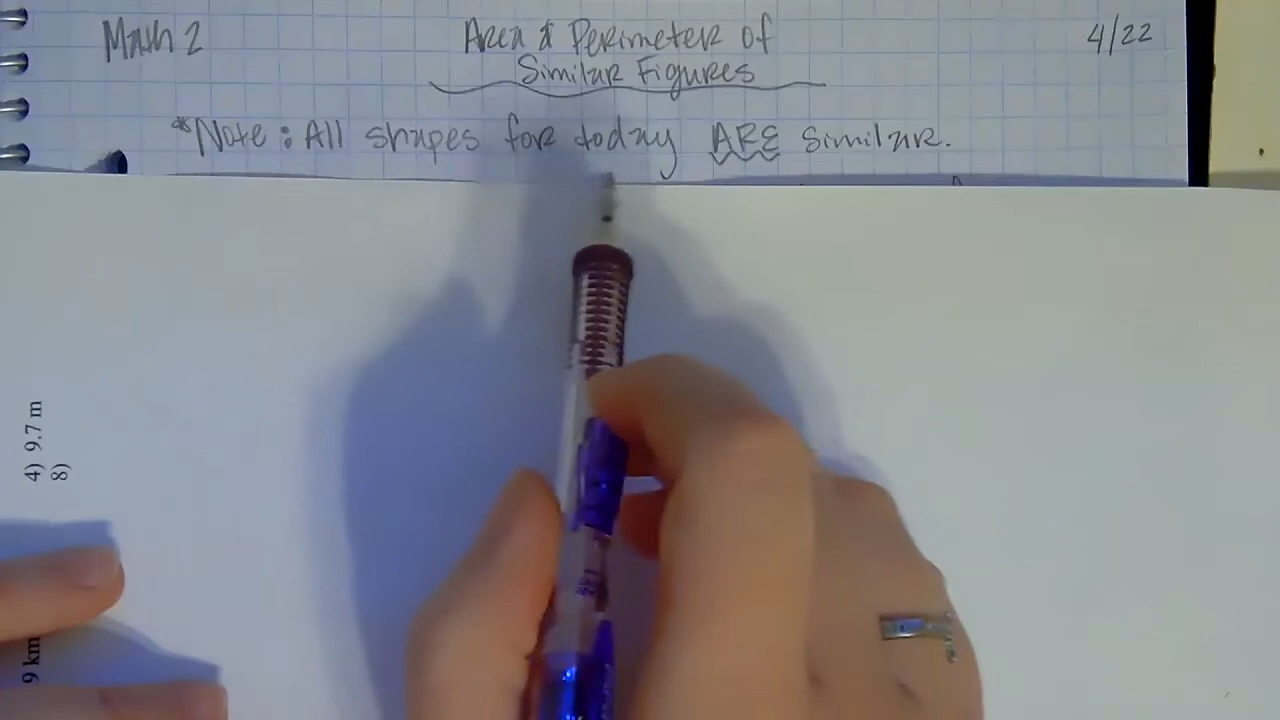 Math 2
Area & Perimeter of
Similar Figures
4/22
*Note: All shapes for today ARE similar.
4) 9.7 m
8)
9 km